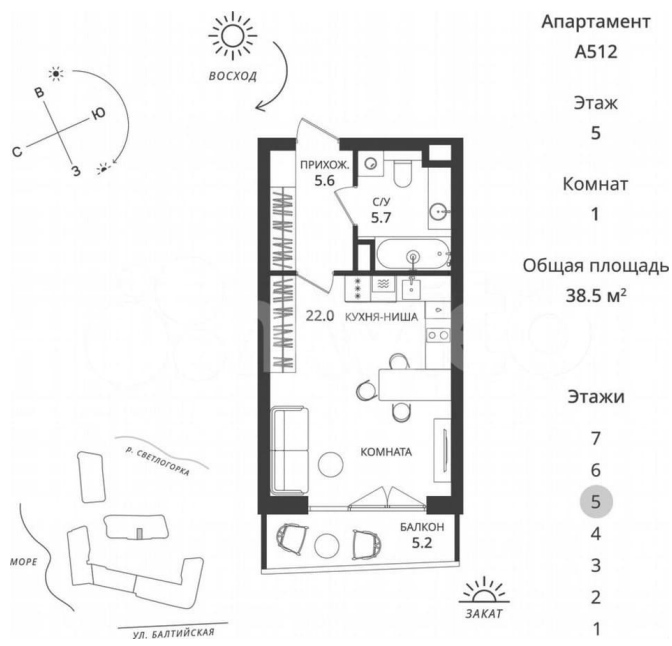 Апартамент
А512
Этаж
5
Комнат
1
Общая площадь
38.5 м²
Этажи
7
6
5
4
3
2
1
ВОСХОД
В
Ю
С
З
ПРИХОЖ.
5.6
С/У
5.7
22.0 КУХНЯ-НИША
КОМНАТА
БАЛКОН
5.2
ЗАКАТ
р. СВЕТЛОГОРКА
МОРЕ
УЛ. БАЛТИЙСКАЯ